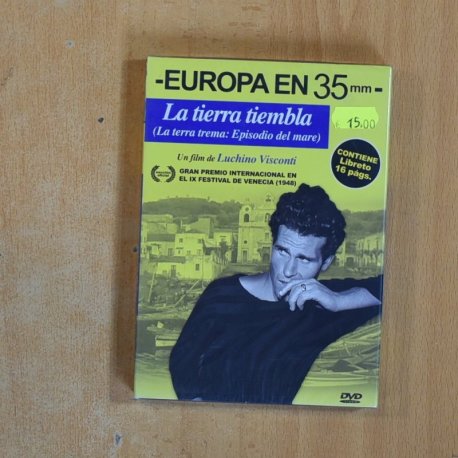 -EUROPA EN 35mm-
La tierra tiembla
(La terra trema: Episodio del mare)
15.00
Un film de Luchino Visconti
CONTIENE
Libreto
16 págs.
GRAN PREMIO INTERNACIONAL EN
EL IX FESTIVAL DE VENECIA (1948)
DVD